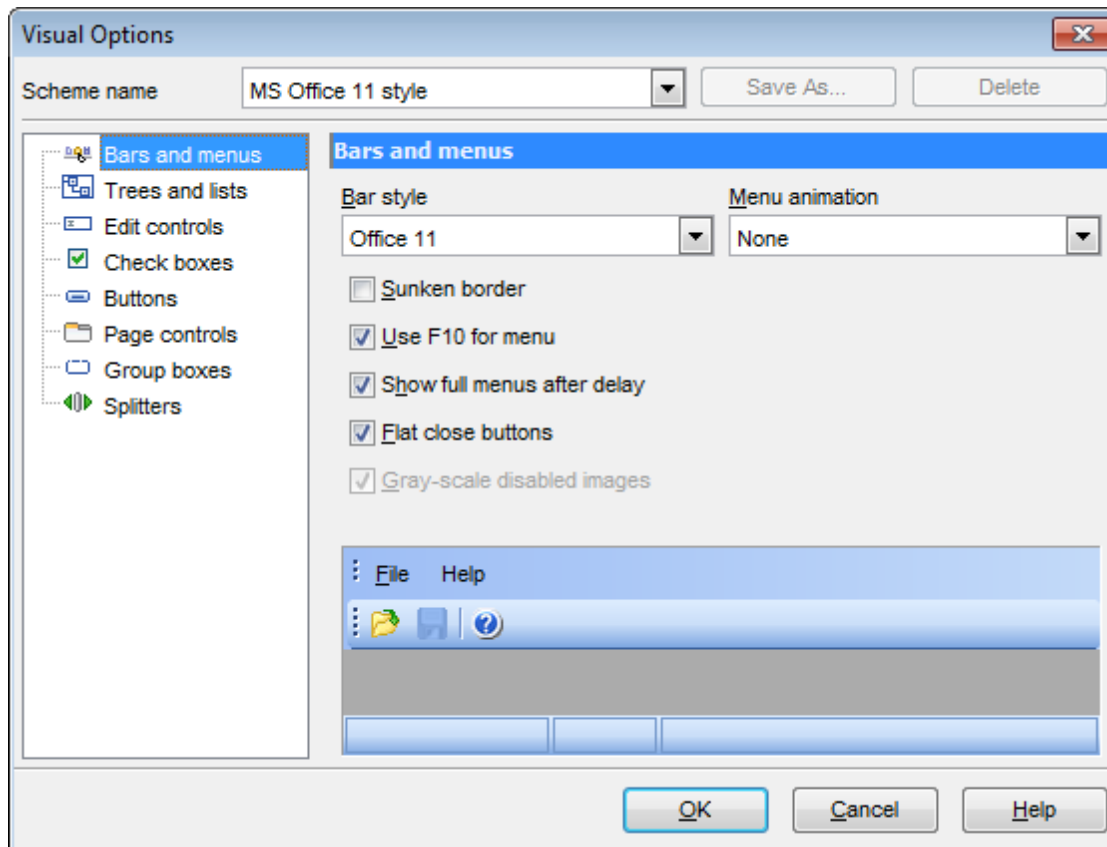 Visual Options
Scheme name
MS Office 11 style
Save As...
Delete
Bars and menus
Trees and lists
Edit controls
Check boxes
Buttons
Page controls
Group boxes
Splitters
Bars and menus
Bar style
Menu animation
Office 11
None
Sunken border
Use F10 for menu
Show full menus after delay
Flat close buttons
Gray-scale disabled images
File Help
OK
Cancel
Help